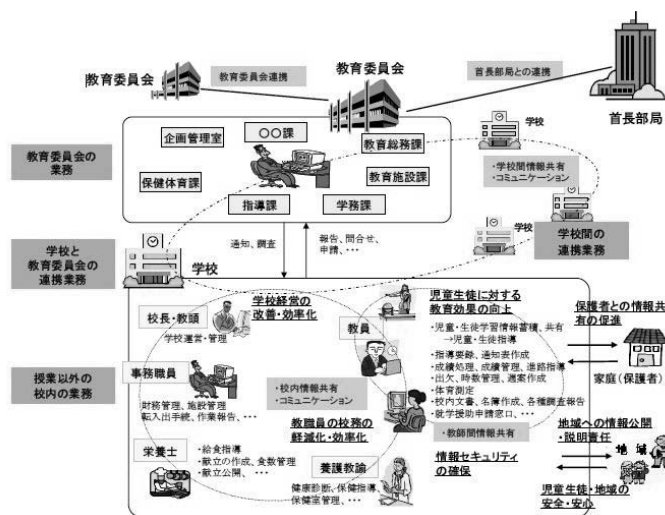 教育委員会
教育委員会連携
教育委員会
首長部局との連携
首長部局
企画管理室
〇〇課
教育総務課
保健体育課
教育施設課
指導課
学務課
学校
・学校間情報共有
・コミュニケーション
学校
学校間の
連携業務
教育委員会の
業務
学校と
教育委員会の
連携業務
学校
通知、調査
報告、問合せ、
申請、・・・
授業以外の
校内の業務
校長・教頭
学校運営・管理
学校経営の
改善・効率化
事務職員
財務管理、施設管理
転入出手続、作業報告、・・・
栄養士
・給食指導
・献立の作成、食数管理
・献立公開、・・・
・校内情報共有
・コミュニケーション
教職員の校務の
軽減化・効率化
養護教諭
健康診断、保健指導、
保健室管理、・・・
教員
児童生徒に対する
教育効果の向上
・児童・生徒学習情報蓄積、共有
→児童・生徒指導
・指導要録、通知表作成
・成績処理、成績管理、進路指導
・出欠、時数管理、週案作成
・体育測定
・校内文書、名簿作成、各種調査報告
・就学援助申請窓口、・・・
・教師間情報共有
情報セキュリティ
の確保
保護者との情報共
有の促進
家庭(保護者)
地域への情報公開
・説明責任
地域
児童生徒・地域の
安全・安心